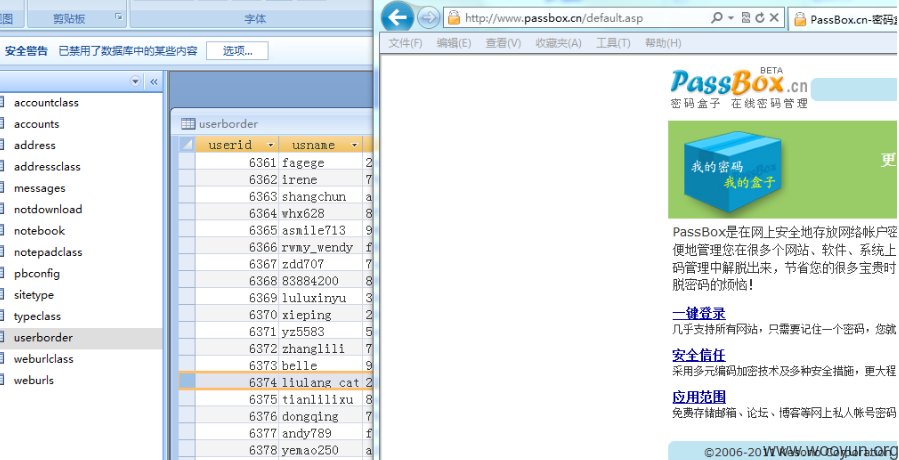 视图
剪贴板
字体
安全警告 已禁用了数据库中的某些内容 选项...
«
accountclass
accounts
address
addressclass
messages
notdownload
notebook
notepadclass
pbconfig
sitetype
typeclass
userborder
weburlclass
weburls
userborder
userid usname
6361 fagege 2
6362 irene 7
6363 shangchun a
6364 whx628 8
6365 asmile713 9
6366 rwmy_wendy f
6367 zdd707 7
6368 83884200 8
6369 luluxinyu 3
6370 xieping 2
6371 yz5583 5
6372 zhanglili 7
6373 belle 9
6374 liulang cat 2
6375 tianlilixu 8
6376 dongqing 7
6377 andy789 f
6378 yemao250 a
http://www.passbox.cn/default.asp
PassBox.cn-密码盒
文件(F) 编辑(E) 查看(V) 收藏夹(A) 工具(T) 帮助(H)
BETA
PassBox.cn
密码盒子 在线密码管理
我的密码
我的盒子
更
PassBox是在网上安全地存放网络帐户密
便地管理您在很多个网站、软件、系统上
码管理中解脱出来，节省您的很多宝贵时
脱密码的烦恼！
一键登录
几乎支持所有网站，只需要记住一个密码，您就
安全信任
采用多元编码加密技术及多种安全措施，更大程
应用范围
免费存储邮箱、论坛、博客等网上私人帐号密码
©2006-2011 Resono Corporation
www.wooyun.org